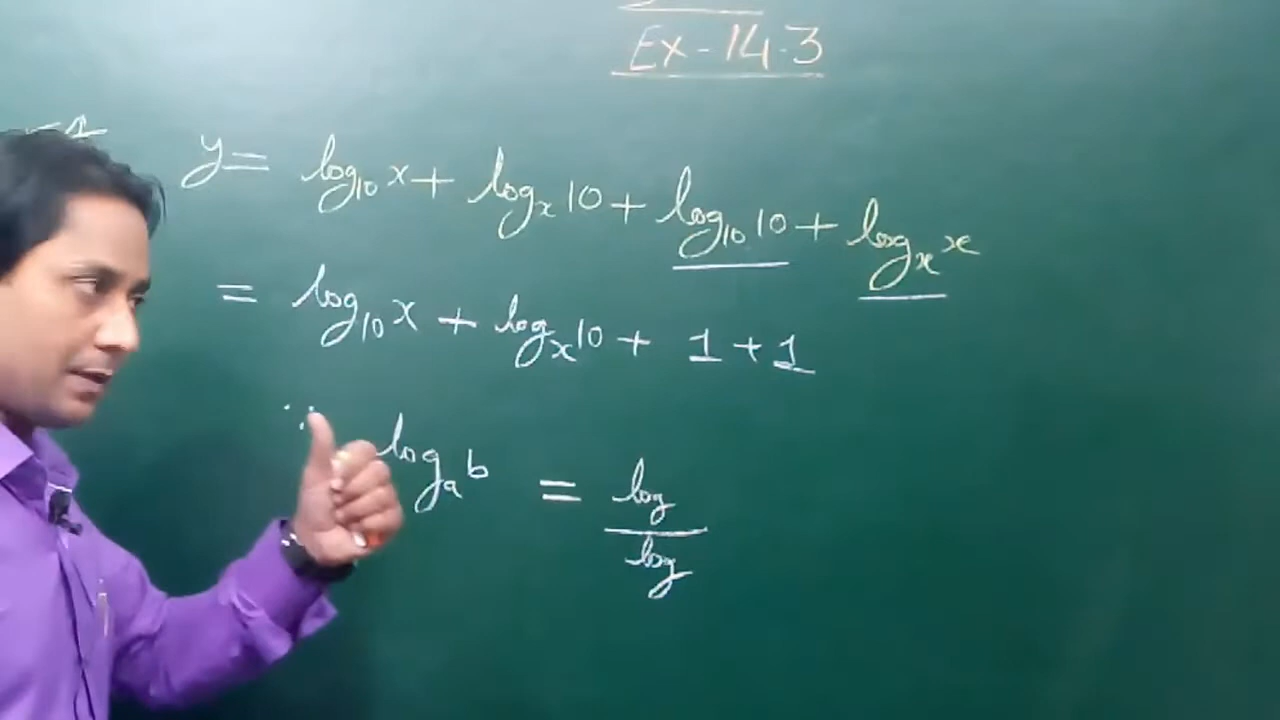 Ex-14.3
y= log₁₀x + logₓ10 + log₁₀10 + logₓx
= log₁₀x + logₓ10 + 1 + 1
∵ logₐb = log / log